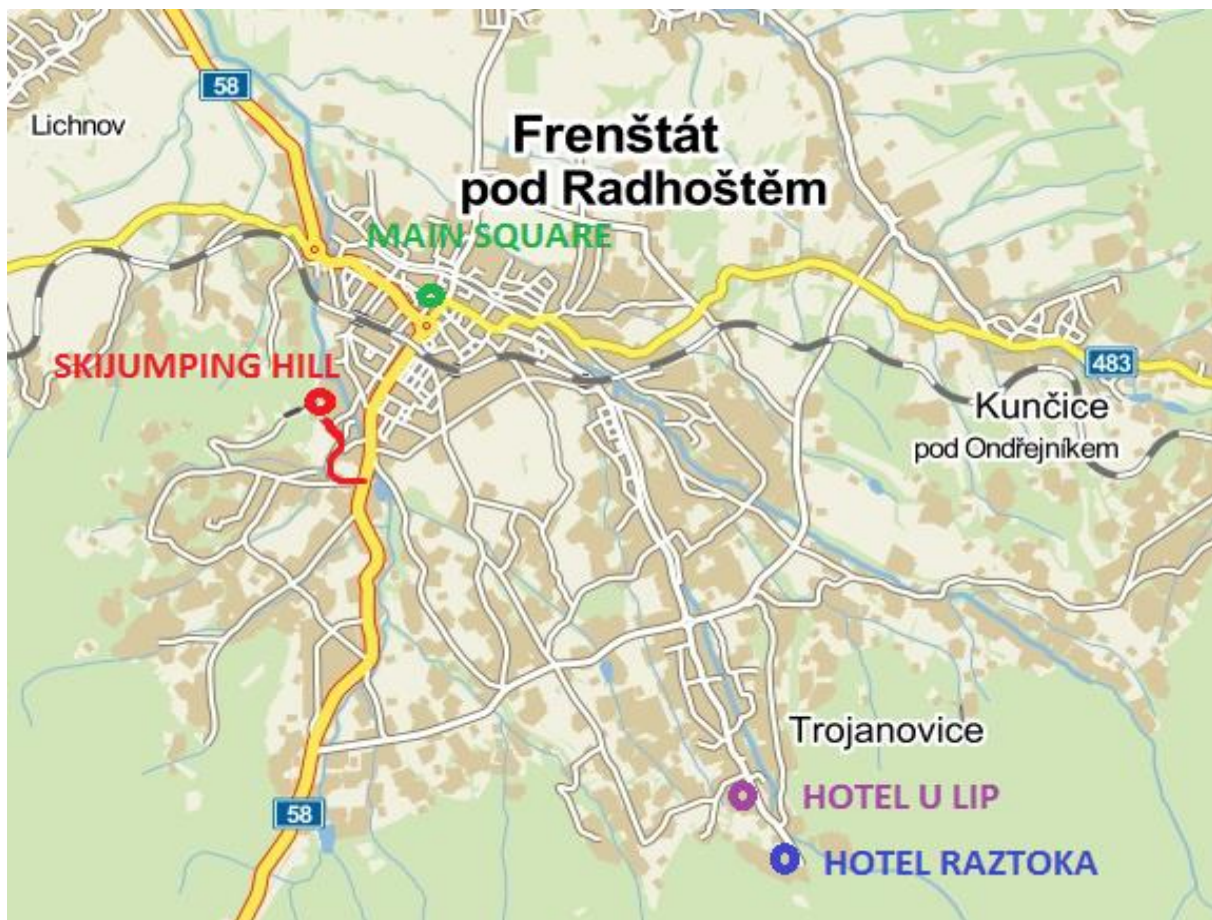 58
Lichnov
Frenštát
pod Radhoštěm
MAIN SQUARE
SKIJUMPING HILL
483
Kunčice
pod Ondřejníkem
Trojanovice
HOTEL U LIP
58
HOTEL RAZTOKA